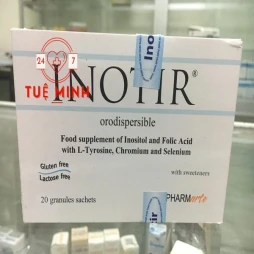 24 7
INOTIR®
TUỆ MINH
orodispersible
Food supplement of Inositol and Folic Acid
with L-Tyrosine, Chromium and Selenium
Gluten free
Lactose free
with sweeteners
20 granules sachets
PHARMarte
Ino
ir